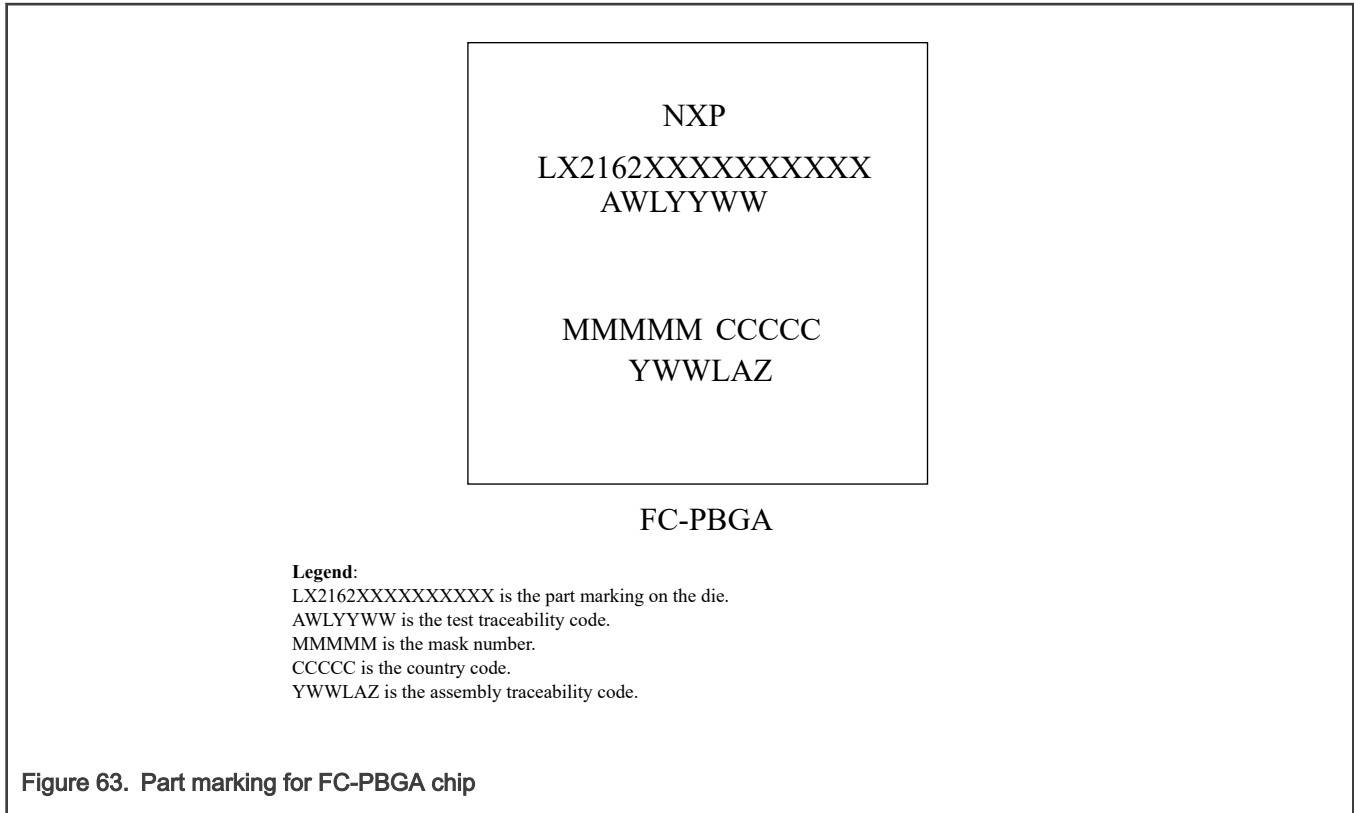 NXP
LX2162XXXXXXXXXX
AWLYYWW
MMMMM CCCCC
YWWLAZ
FC-PBGA
Legend:
LX2162XXXXXXXXXX is the part marking on the die.
AWLYYWW is the test traceability code.
MMMMM is the mask number.
CCCCC is the country code.
YWWLAZ is the assembly traceability code.
Figure 63. Part marking for FC-PBGA chip